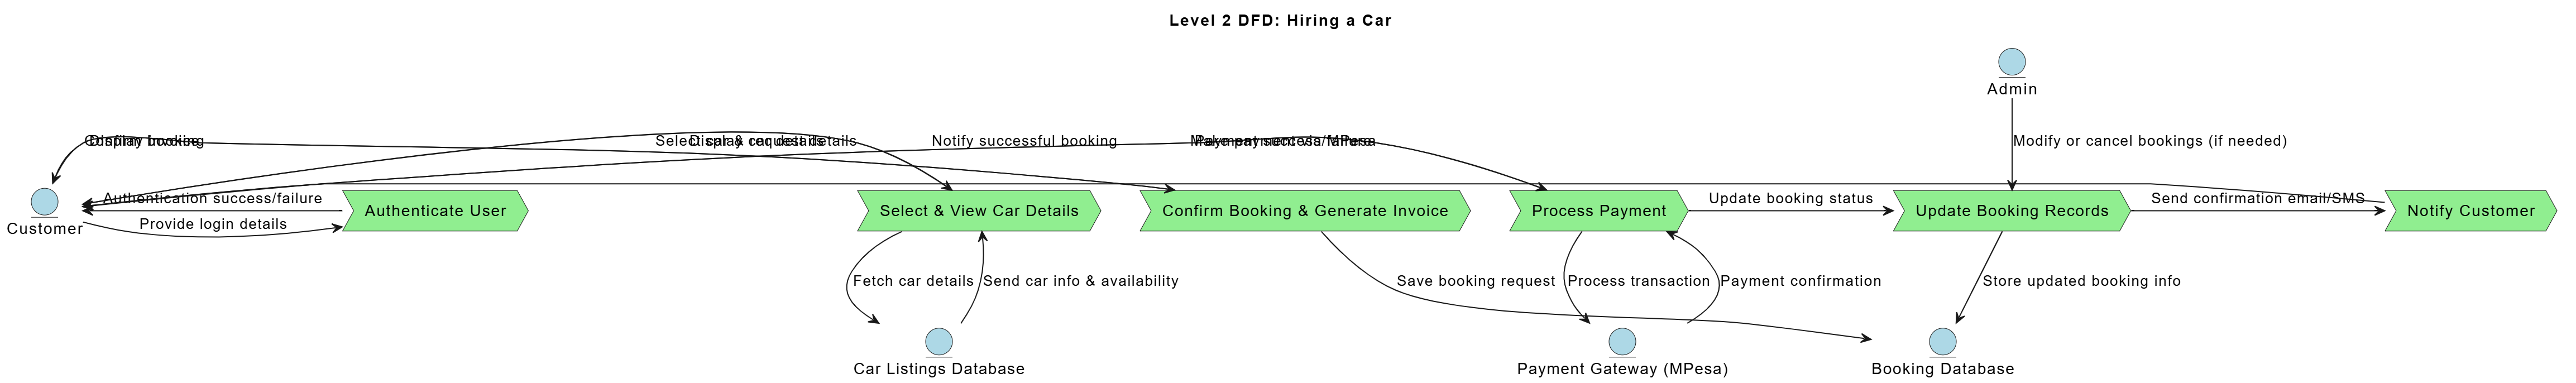 Level 2 DFD: Hiring a Car
Admin
Confirm booking
Display invoice
Select car & request details
Display car details
Notify successful booking
Make payment via MPesa
Payment success/failure
Modify or cancel bookings (if needed)
Authentication success/failure
Provide login details
Customer
Authenticate User
Select & View Car Details
Confirm Booking & Generate Invoice
Process Payment
Update booking status
Update Booking Records
Send confirmation email/SMS
Notify Customer
Fetch car details
Send car info & availability
Save booking request
Process transaction
Payment confirmation
Store updated booking info
Car Listings Database
Payment Gateway (MPesa)
Booking Database